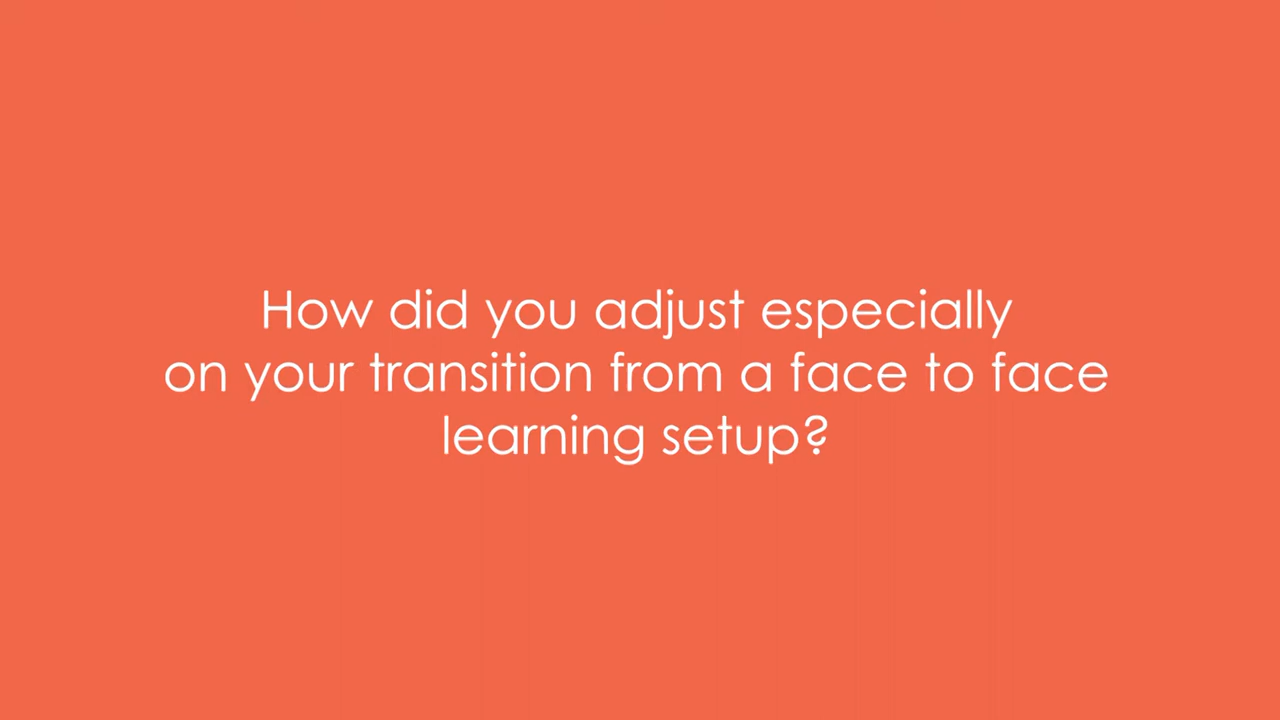 How did you adjust especially
on your transition from a face to face
learning setup?